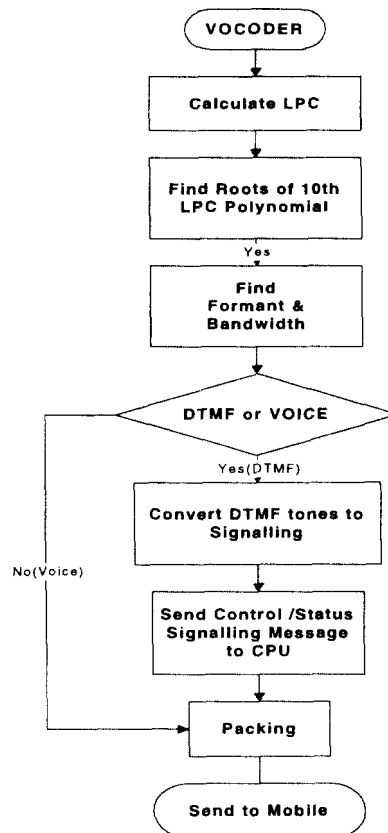 VOCODER
Calculate LPC
Find Roots of 10th
LPC Polynomial
Yes
Find
Formant &
Bandwidth
DTMF or VOICE
Yes(DTMF)
Convert DTMF tones to
Signalling
No(Voice)
Send Control /Status
Signalling Message
to CPU
Packing
Send to Mobile